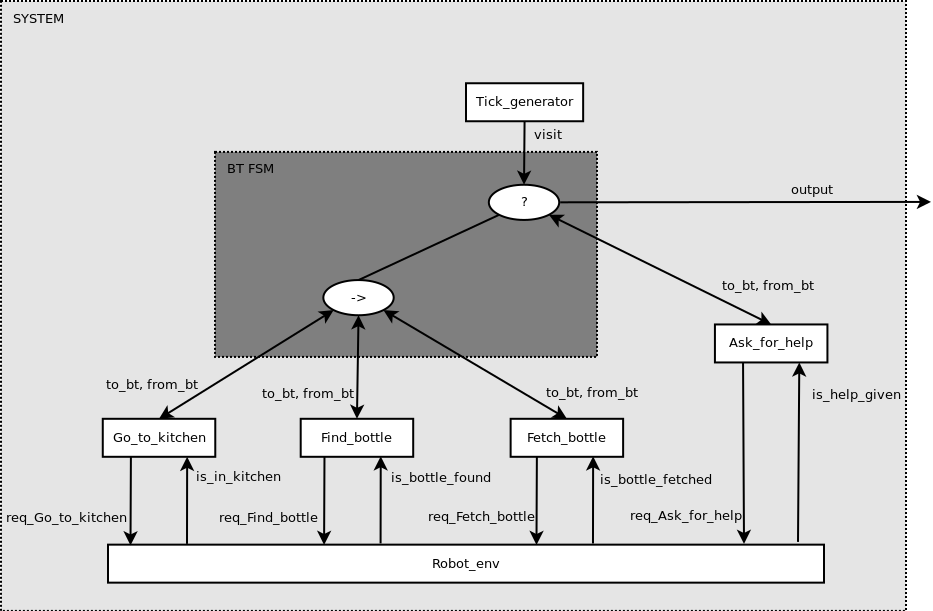 SYSTEM
Tick_generator
visit
BT FSM
output
?
to_bt, from_bt
->
Ask_for_help
to_bt, from_bt
to_bt, from_bt
to_bt, from_bt
is_help_given
Go_to_kitchen
Find_bottle
Fetch_bottle
is_in_kitchen
is_bottle_found
is_bottle_fetched
req_Go_to_kitchen
req_Find_bottle
req_Fetch_bottle
req_Ask_for_help
Robot_env